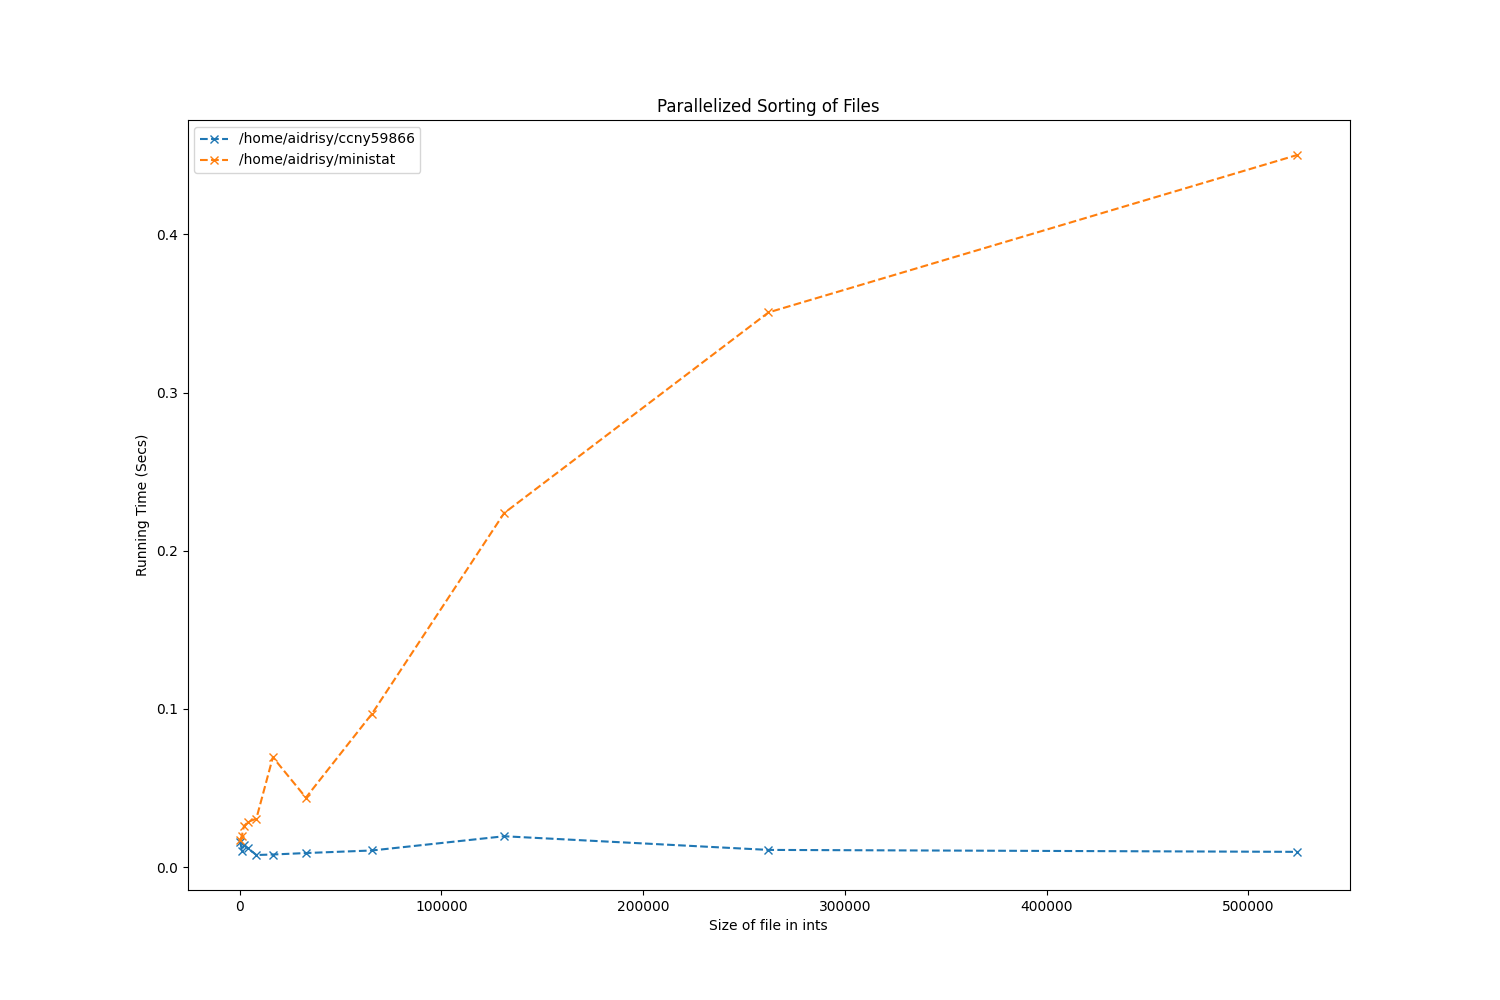 Parallelized Sorting of Files
/home/aidrisy/ccny59866
/home/aidrisy/ministat
Running Time (Secs)
0.4
0.3
0.2
0.1
0.0
0 100000 200000 300000 400000 500000
Size of file in ints